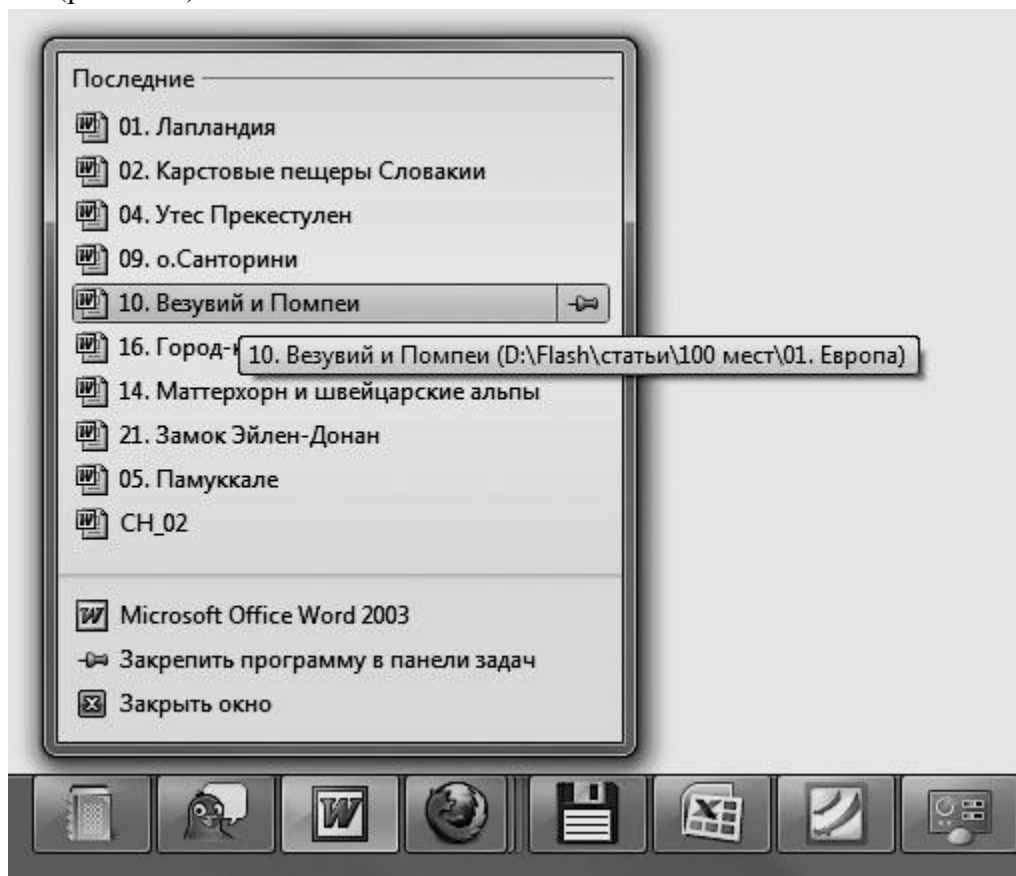 Последние
01. Лапландия
02. Карстовые пещеры Словакии
04. Утес Прекестулен
09. о.Санторини
10. Везувий и Помпеи
16. Город-
10. Везувий и Помпеи (D:\Flash\статьи\100 мест\01. Европа)
14. Маттерхорн и швейцарские альпы
21. Замок Эйлен-Донан
05. Памуккале
CH_02
Microsoft Office Word 2003
Закрепить программу в панели задач
Закрыть окно